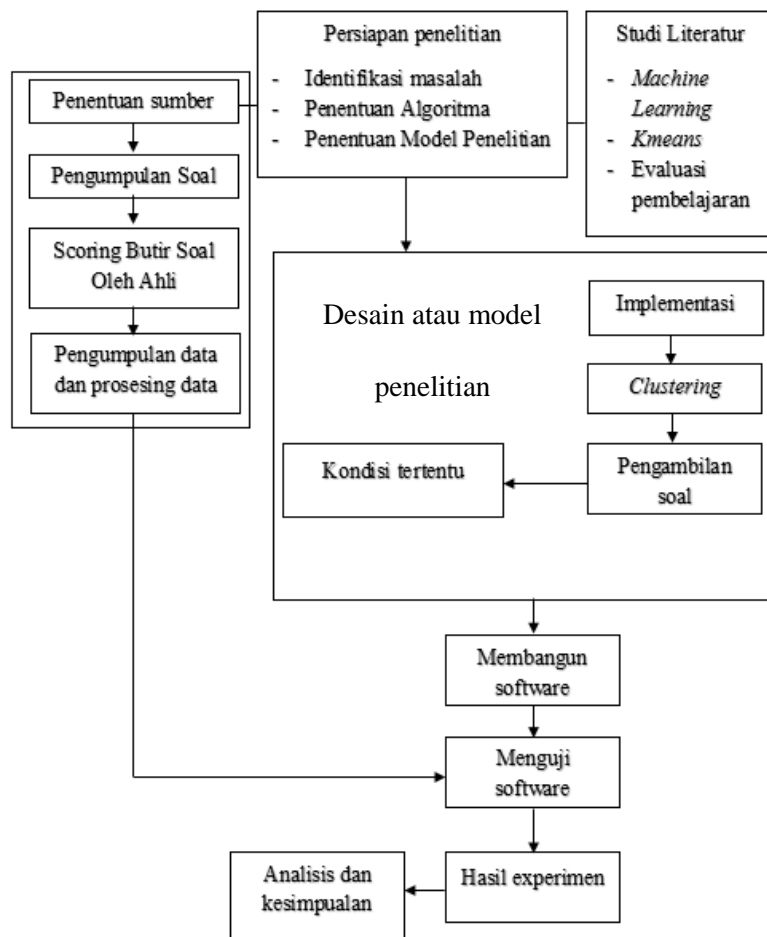 Persiapan penelitian
- Identifikasi masalah
- Penentuan Algoritma
- Penentuan Model Penelitian
Studi Literatur
- Machine
Learning
- Kmeans
- Evaluasi
pembelajaran
Penentuan sumber
Pengumpulan Soal
Scoring Butir Soal
Oleh Ahli
Pengumpulan data
dan prosesing data
Desain atau model
penelitian
Implementasi
Clustering
Pengambilan
soal
Kondisi tertentu
Membangun
software
Menguji
software
Hasil experimen
Analisis dan
kesimpualan